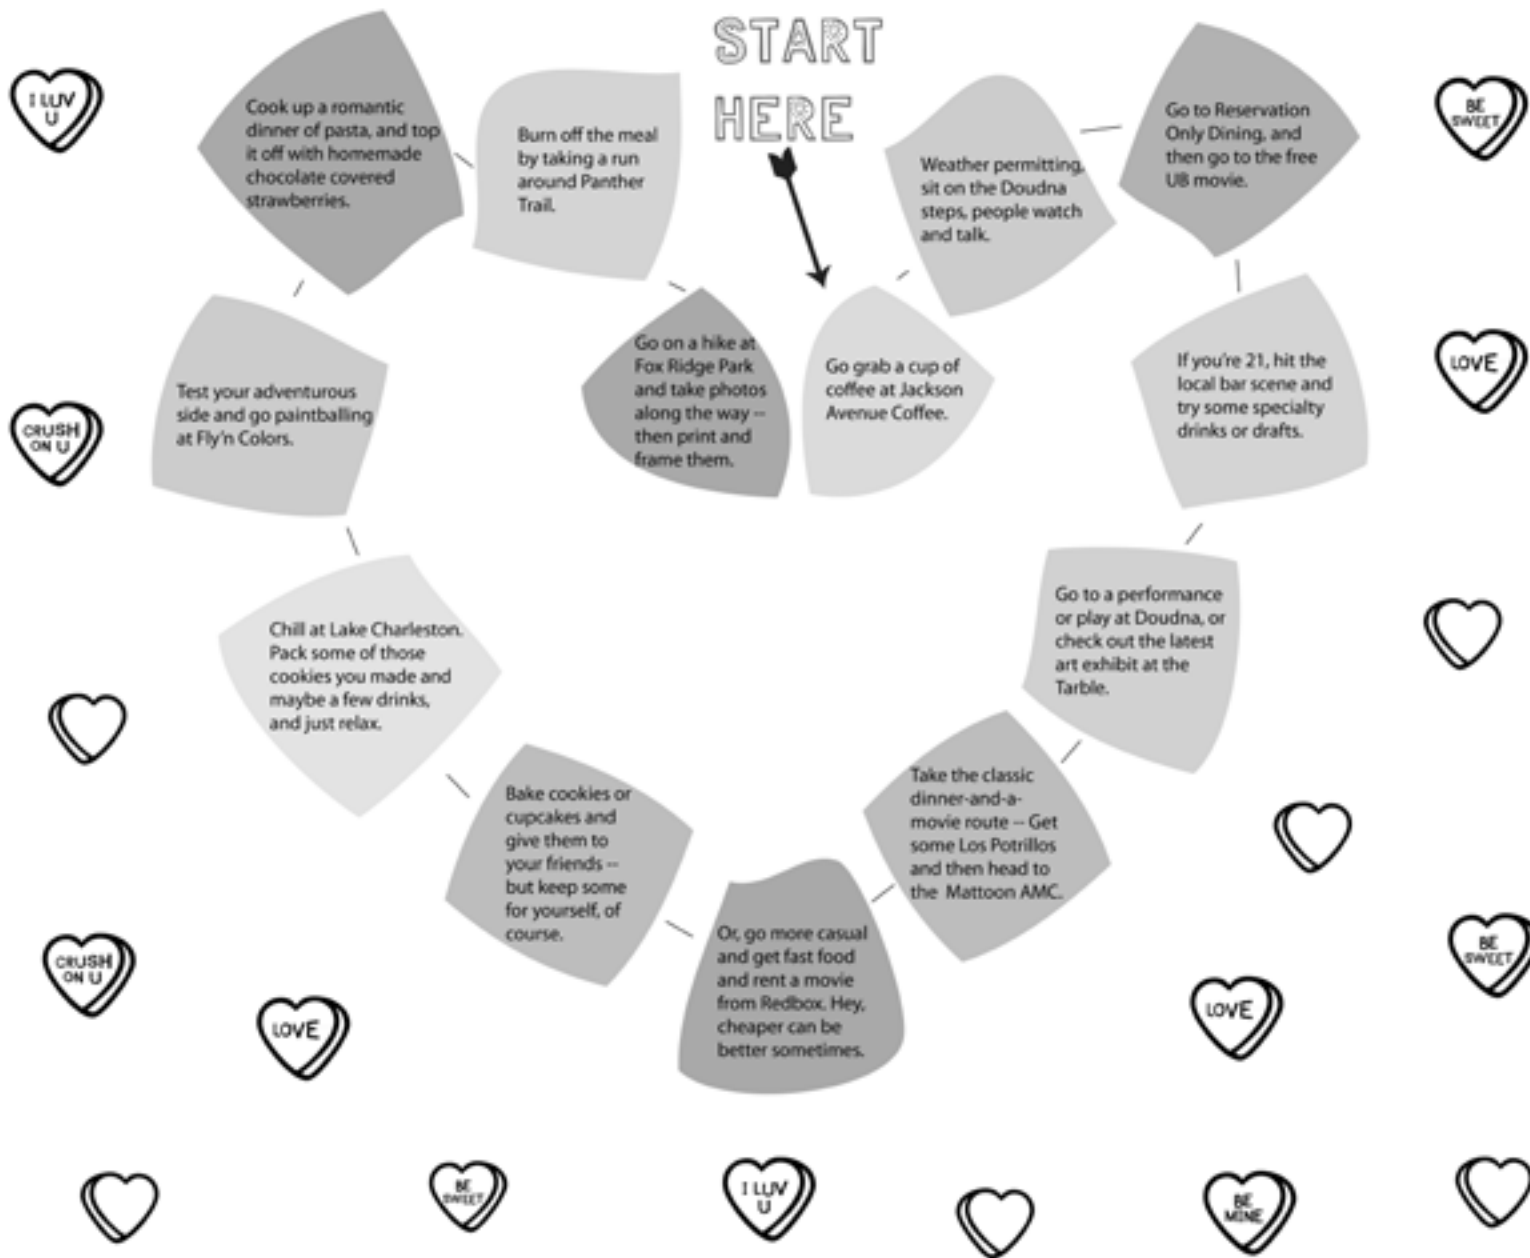 START
HERE
Go grab a cup of
coffee at Jackson
Avenue Coffee.
Weather permitting,
sit on the Doudna
steps, people watch
and talk.
Go to Reservation
Only Dining, and
then go to the free
UB movie.
If you're 21, hit the
local bar scene and
try some specialty
drinks or drafts.
Go to a performance
or play at Doudna, or
check out the latest
art exhibit at the
Tarble.
Take the classic
dinner-and-a-
movie route -- Get
some Los Potrillos
and then head to
the Mattoon AMC.
Or, go more casual
and get fast food
and rent a movie
from Redbox. Hey,
cheaper can be
better sometimes.
Bake cookies or
cupcakes and
give them to
your friends --
but keep some
for yourself, of
course.
Chill at Lake Charleston.
Pack some of those
cookies you made and
maybe a few drinks,
and just relax.
Test your adventurous
side and go paintballing
at Fly'n Colors.
Cook up a romantic
dinner of pasta, and top
it off with homemade
chocolate covered
strawberries.
Burn off the meal
by taking a run
around Panther
Trail.
Go on a hike at
Fox Ridge Park
and take photos
along the way --
then print and
frame them.
I LUV
U
BE
SWEET
LOVE
CRUSH
ON U
CRUSH
ON U
BE
SWEET
LOVE
LOVE
BE
SWEET
I LUV
U
BE
MINE